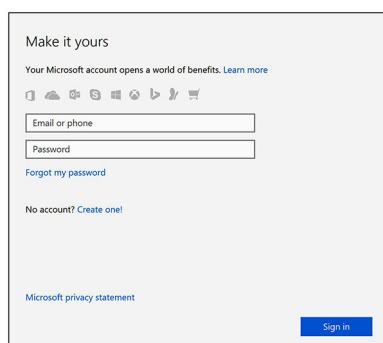 Make it yours
Your Microsoft account opens a world of benefits. Learn more
Email or phone
Password
Forgot my password
No account? Create one!
Microsoft privacy statement
Sign in